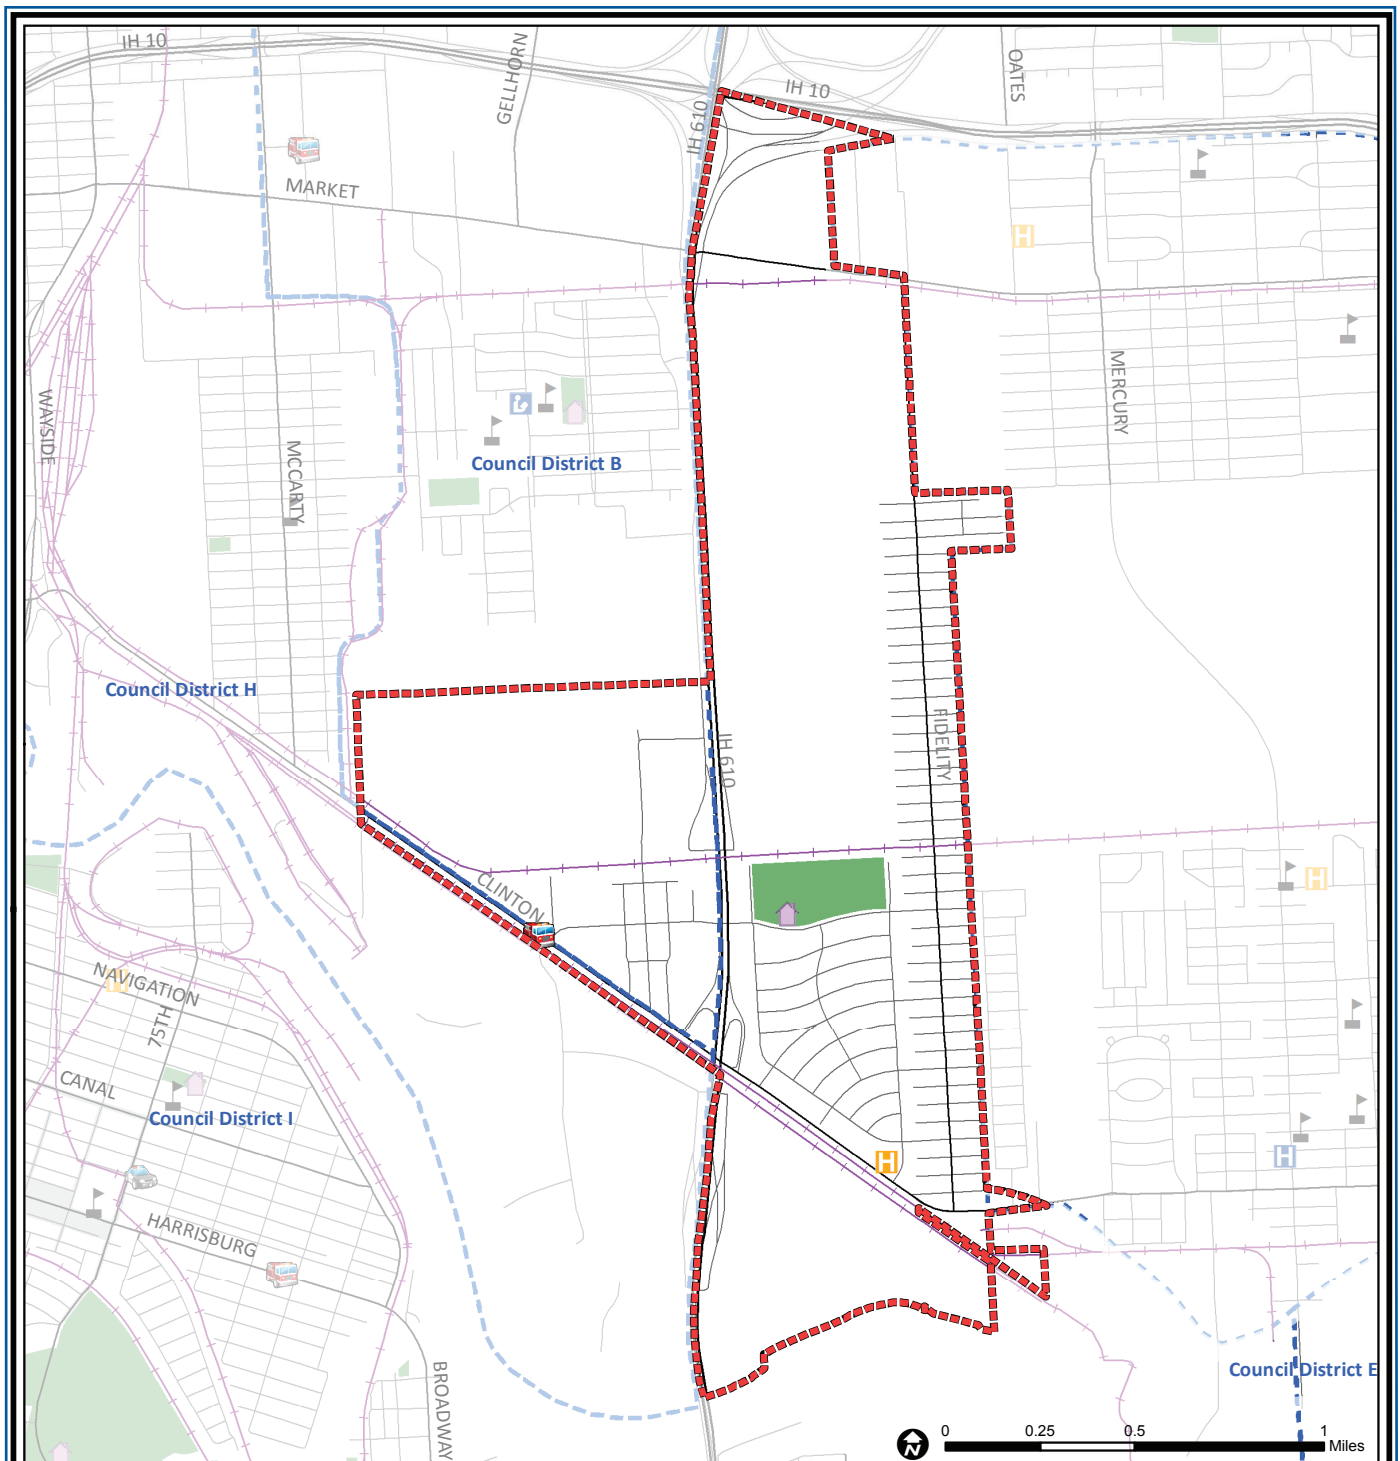 IH 10
GELLHORN
IH 10
OATES
IH 610
MARKET
MERCURY
WAYSIDE
MCCARTY
Council District B
Council District H
FIDELITY
IH 610
CLINTON
NAVIGATION
75TH
CANAL
Council District I
HARRISBURG
BROADWAY
Council District E
H
H
H
H
H
N
0 0.25 0.5 1
Miles